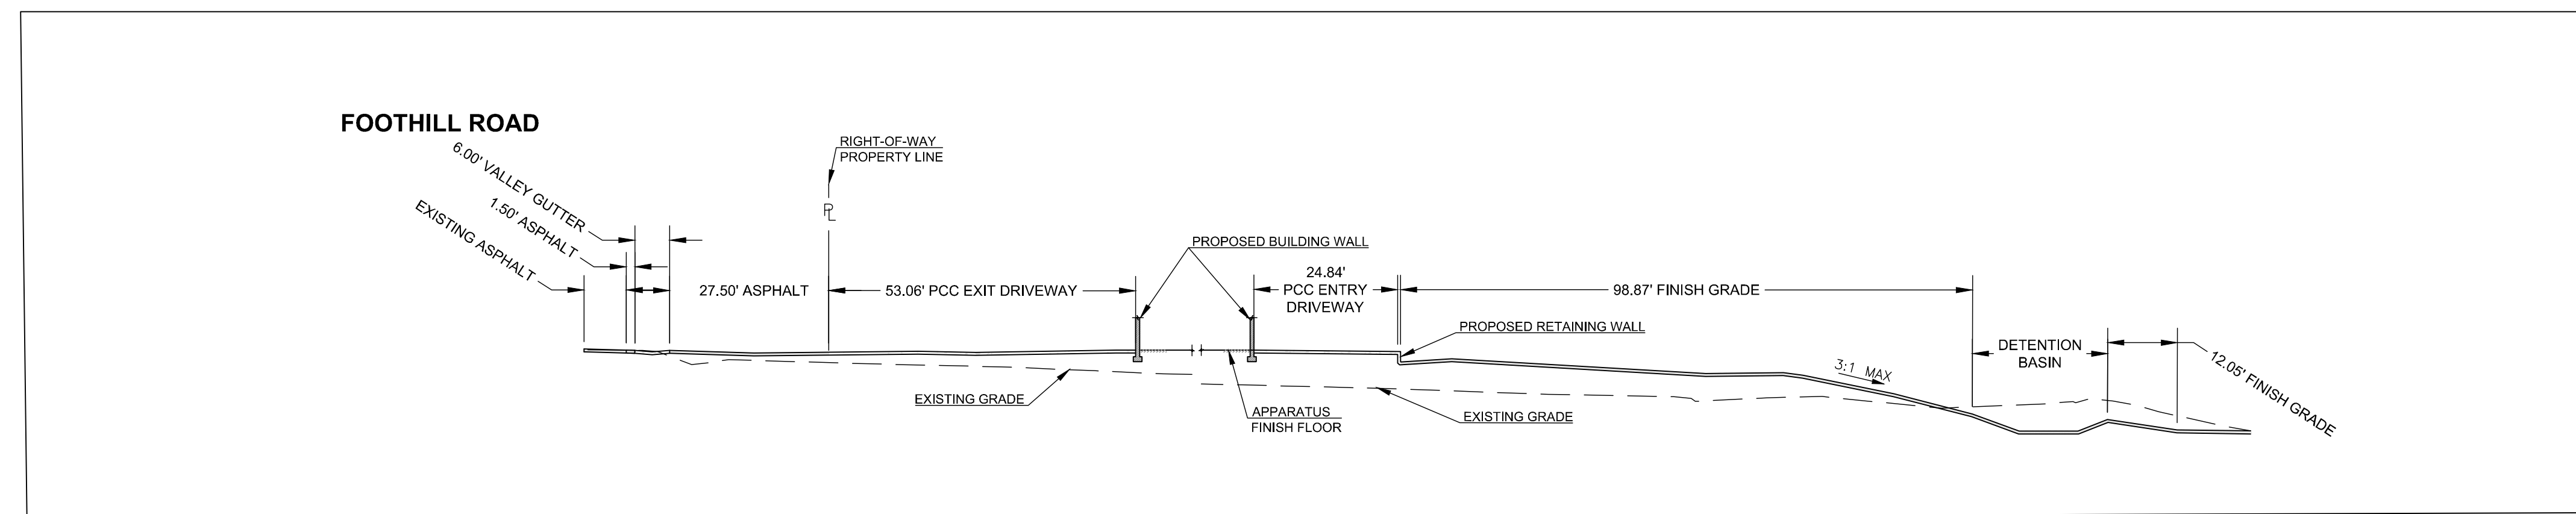 FOOTHILL ROAD
6.00' VALLEY GUTTER
1.50' ASPHALT
EXISTING ASPHALT
27.50' ASPHALT
RIGHT-OF-WAY
PROPERTY LINE
PL
53.06' PCC EXIT DRIVEWAY
PROPOSED BUILDING WALL
24.84'
PCC ENTRY
DRIVEWAY
98.87' FINISH GRADE
PROPOSED RETAINING WALL
3:1 MAX
DETENTION
BASIN
12.05' FINISH GRADE
EXISTING GRADE
APPARATUS
FINISH FLOOR
EXISTING GRADE